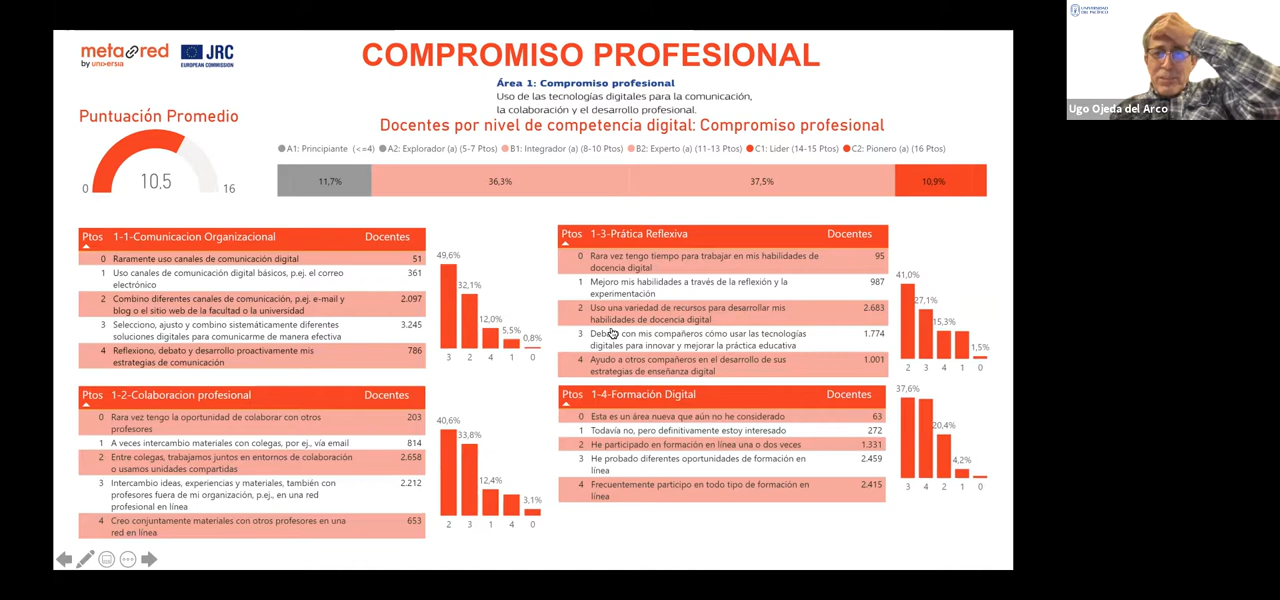 meta red
by universia
JRC
EUROPEAN COMMISSION
COMPROMISO PROFESIONAL
Área 1: Compromiso profesional
Uso de las tecnologías digitales para la comunicación,
la colaboración y el desarrollo profesional.
Puntuación Promedio
0
10,5
16
Docentes por nivel de competencia digital: Compromiso profesional
A1: Principiante (<=4) A2: Explorador (a) (5-7 Ptos) B1: Integrador (a) (8-10 Ptos) B2: Experto (a) (11-13 Ptos) C1: Líder (14-15 Ptos) C2: Pionero (a) (16 Ptos)
11,7% 36,3% 37,5% 10,9%
Ptos 1-1-Comunicacion Organizacional Docentes
0 Raramente uso canales de comunicación digital 51
1 Uso canales de comunicación digital básicos, p.ej. el correo 361
electrónico
2 Combino diferentes canales de comunicación, p.ej. e-mail y 2.097
blog o el sitio web de la facultad o la universidad
3 Selecciono, ajusto y combino sistemáticamente diferentes 3.245
soluciones digitales para comunicarme de manera efectiva
4 Reflexiono, debato y desarrollo proactivamente mis 786
estrategias de comunicación
49,6%
32,1%
12,0%
5,5%
0,8%
3 2 4 1 0
Ptos 1-3-Prática Reflexiva Docentes
0 Rara vez tengo tiempo para trabajar en mis habilidades de 95
docencia digital
1 Mejoro mis habilidades a través de la reflexión y la 987
experimentación
2 Uso una variedad de recursos para desarrollar mis 2.683
habilidades de docencia digital
3 con mis compañeros cómo usar las tecnologías 1.774
digitales para innovar y mejorar la práctica educativa
4 Ayudo a otros compañeros en el desarrollo de sus 1.001
estrategias de enseñanza digital
41,0%
27,1%
15,3%
1,5%
2 3 4 1 0
Ptos 1-2-Colaboracion profesional Docentes
0 Rara vez tengo la oportunidad de colaborar con otros 203
profesores
1 A veces intercambio materiales con colegas, por ej., vía email 814
2 Entre colegas, trabajamos juntos en entornos de colaboración 2.658
o usamos unidades compartidas
3 Intercambio ideas, experiencias y materiales, también con 2.212
profesores fuera de mi organización, p.ej., en una red
profesional en línea
4 Creo conjuntamente materiales con otros profesores en una 653
red en línea
40,6%
33,8%
12,4%
3,1%
2 3 1 4 0
Ptos 1-4-Formación Digital Docentes
0 Esta es un área nueva que aún no he considerado 63
1 Todavía no, pero definitivamente estoy interesado 272
2 He participado en formación en línea una o dos veces 1.331
3 He probado diferentes oportunidades de formación en 2.459
línea
4 Frecuentemente participo en todo tipo de formación en 2.415
línea
37,6%
20,4%
4,2%
3 4 2 1 0
UNIVERSIDAD
DEL PACÍFICO
Ugo Ojeda del Arco